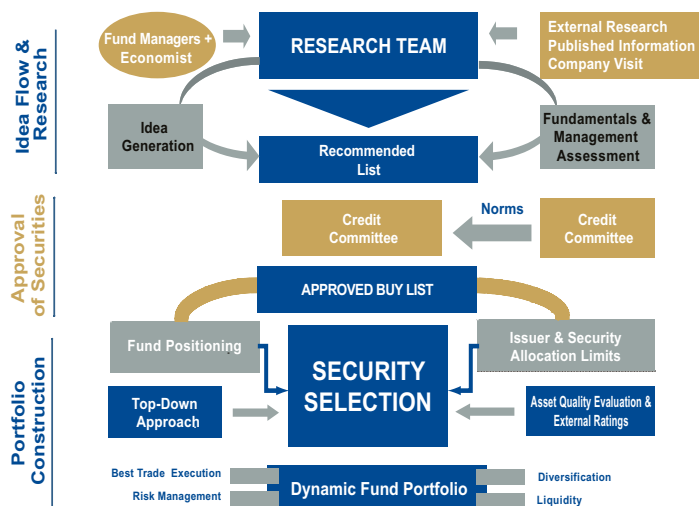 Idea Flow &
Research
Fund Managers +
Economist
RESEARCH TEAM
External Research
Published Information
Company Visit
Idea
Generation
Recommended
List
Fundamentals &
Management
Assessment
Approval
of Securities
Credit
Committee
Norms
Credit
Committee
APPROVED BUY LIST
Portfolio
Construction
Fund Positioning
SECURITY
SELECTION
Issuer & Security
Allocation Limits
Top-Down
Approach
Asset Quality Evaluation &
External Ratings
Best Trade Execution
Risk Management
Dynamic Fund Portfolio
Diversification
Liquidity